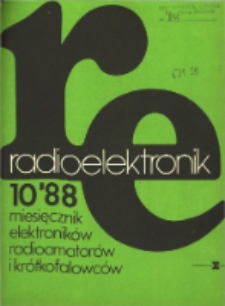 re
radioelektronik
10'88
miesięcznik
elektroników
radioamatorów
i krótkofalowców